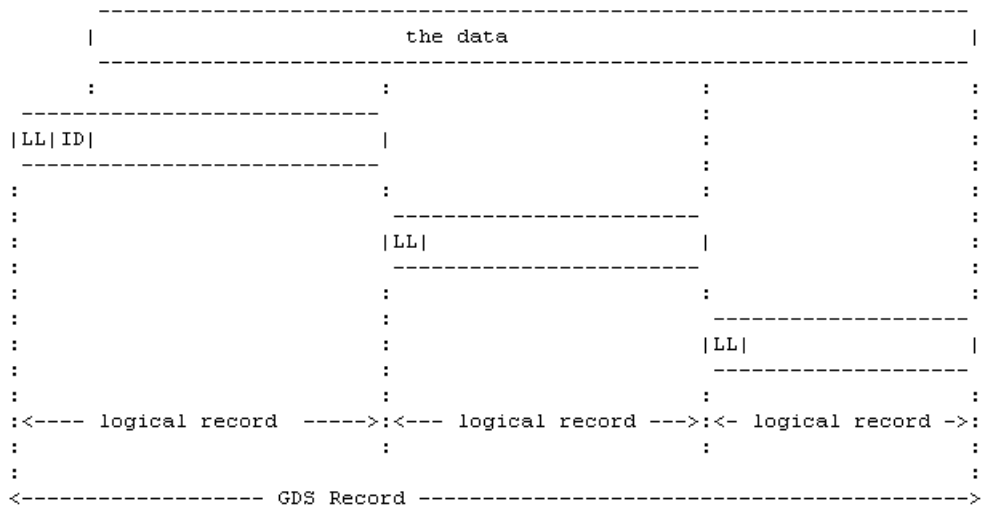 the data
|LL|ID|
|LL|
|LL|
:<---- logical record ----->:<--- logical record --->:<- logical record ->:
<------------------- GDS Record ------------------------------------------->